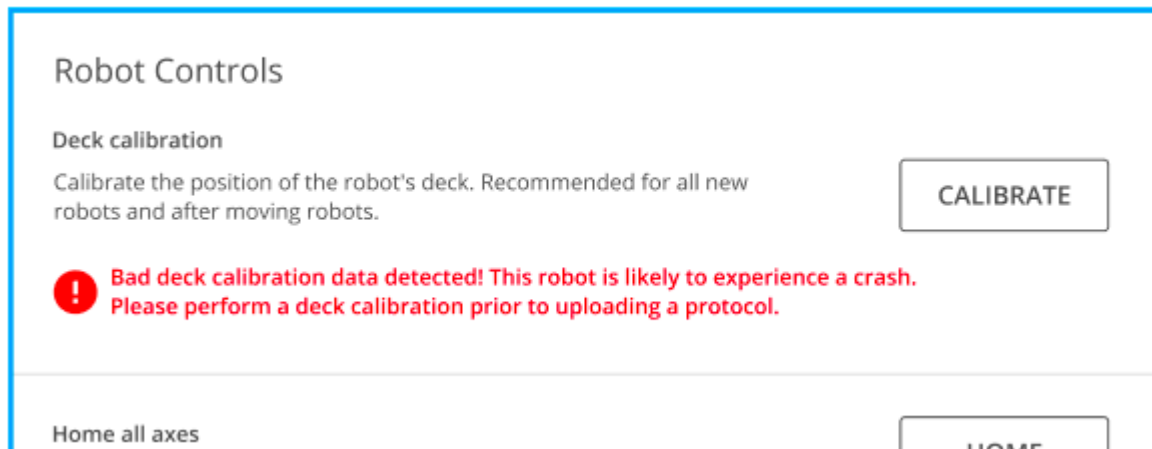 Robot Controls
Deck calibration
Calibrate the position of the robot's deck. Recommended for all new
robots and after moving robots.
CALIBRATE
Bad deck calibration data detected! This robot is likely to experience a crash.
Please perform a deck calibration prior to uploading a protocol.
Home all axes
HOME